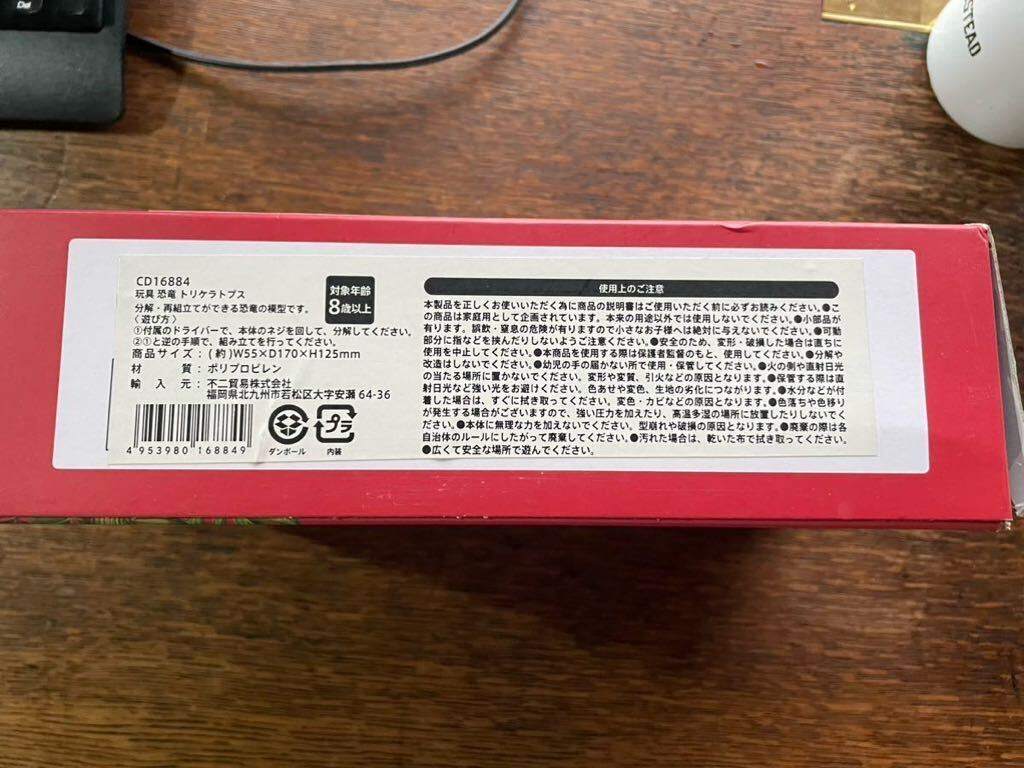 Del
STEAD
CD16884
玩具 恐竜 トリケラトプス
分解・再組立てができる恐竜の模型です。
〈遊び方〉
①付属のドライバーで、本体のネジを回して、分解してください。
②①と逆の手順で、組み立てを行ってください。
商品サイズ：(約)W55×D170×H125mm
材　質：ポリプロピレン
輸 入 元：不二貿易株式会社
福岡県北九州市若松区大字安瀬 64-36
対象年齢
8歳以上
4 953980 168849
ダンボール
プラ
内装
使用上のご注意
本製品を正しくお使いいただく為に商品の説明書はご使用いただく前に必ずお読みください。●こ
の商品は家庭用として企画されています。本来の用途以外では使用しないでください。●小部品が
有ります。誤飲・窒息の危険が有りますので小さなお子様へは絶対に与えないでください。●可動
部分に指などを挟んだりしないようご注意ください。●安全のため、変形・破損した場合は直ちに
使用を中止してください。●本商品を使用する際は保護者監督のもと、使用してください。●分解や
改造はしないでください。●幼児の手の届かない所で使用・保管してください。●火の側や直射日光
の当たる場所に置かないでください。変形や変質、引火などの原因となります。●保管する際は直
射日光など強い光をお避けください。色あせや変色、生地の劣化につながります。●水分などが付
着した場合は、すぐに拭き取ってください。変色・カビなどの原因となります。●色落ちや色移り
が発生する場合がございますので、強い圧力を加えたり、高温多湿の場所に放置したりしないでく
ださい。●本体に無理な力を加えないでください。型崩れや破損の原因となります。●廃棄の際は各
自治体のルールにしたがって廃棄してください。●汚れた場合は、乾いた布で拭き取ってください。
●広くて安全な場所で遊んでください。